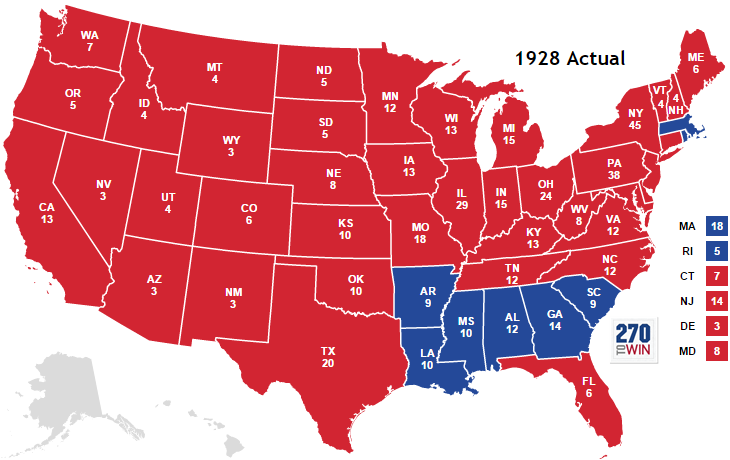 1928 Actual
WA
7
OR
5
CA
13
ID
4
NV
3
MT
4
WY
3
UT
4
AZ
3
CO
6
NM
3
ND
5
SD
5
NE
8
KS
10
OK
10
TX
20
MN
12
IA
13
MO
18
AR
9
LA
10
WI
13
IL
29
MS
10
MI
15
IN
15
KY
13
TN
12
AL
12
OH
24
WV
8
GA
14
FL
6
SC
9
NC
12
VA
12
PA
38
NY
45
VT
4
4
NH
ME
6
MA 18
RI 5
CT 7
NJ 14
DE 3
MD 8
270
TO WIN